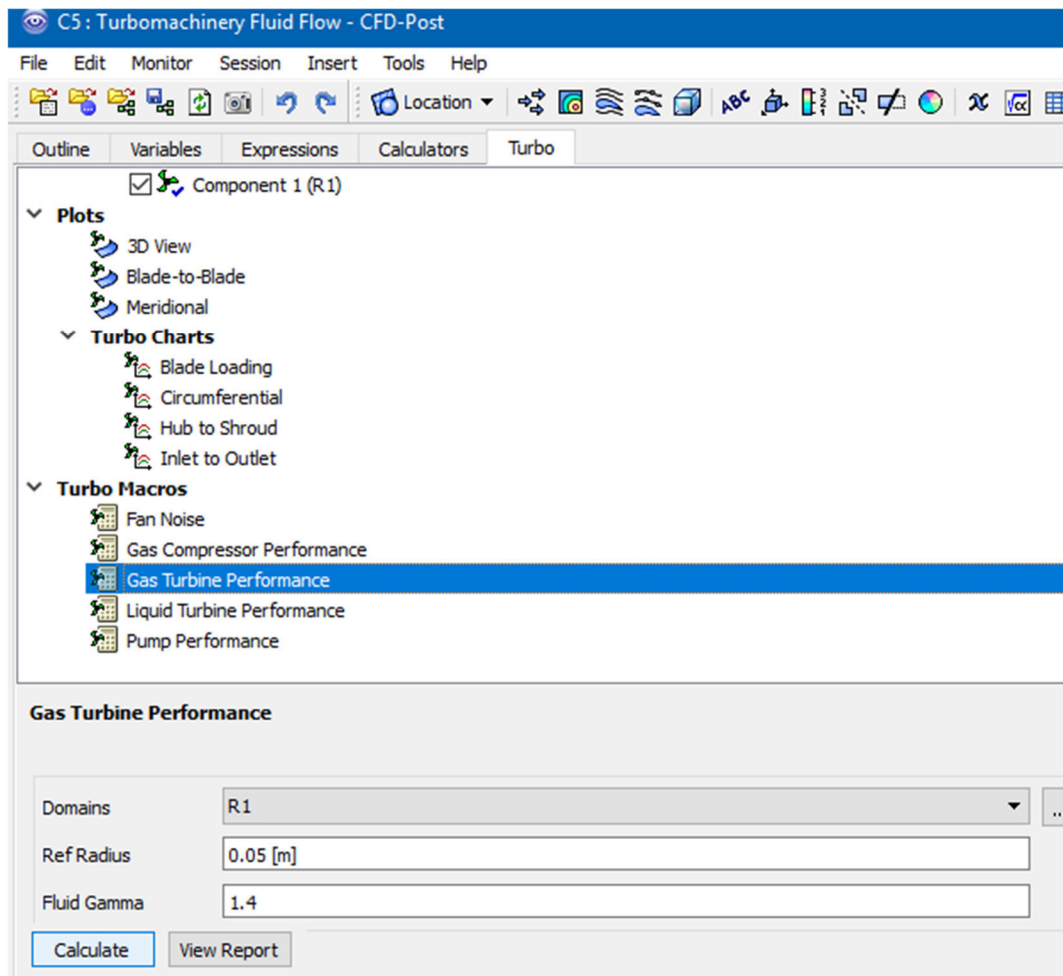 C5 : Turbomachinery Fluid Flow - CFD-Post
File Edit Monitor Session Insert Tools Help
Location
Outline Variables Expressions Calculators Turbo
Component 1 (R1)
Plots
3D View
Blade-to-Blade
Meridional
Turbo Charts
Blade Loading
Circumferential
Hub to Shroud
Inlet to Outlet
Turbo Macros
Fan Noise
Gas Compressor Performance
Gas Turbine Performance
Liquid Turbine Performance
Pump Performance
Gas Turbine Performance
Domains R1 ..
Ref Radius 0.05 [m]
Fluid Gamma 1.4
Calculate View Report